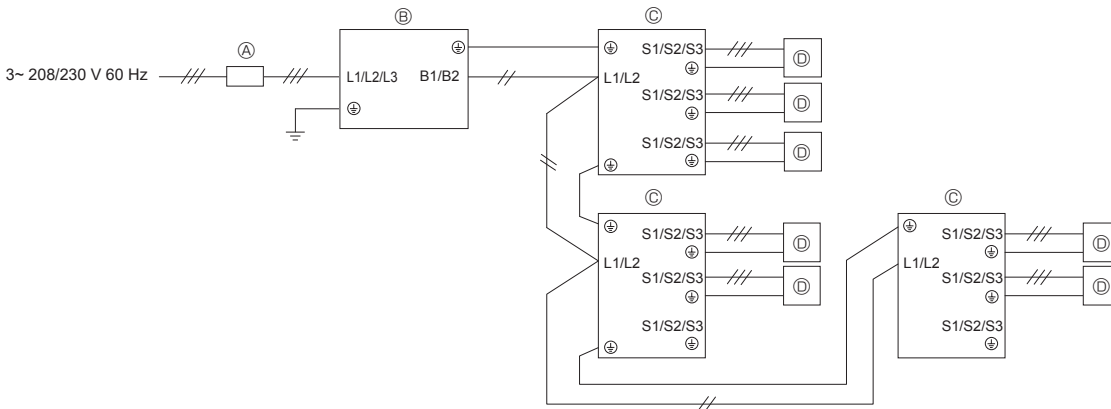 Ⓑ Ⓒ
Ⓐ
3~ 208/230 V 60 Hz
L1/L2/L3 B1/B2
L1/L2
S1/S2/S3
Ⓓ
S1/S2/S3
Ⓓ
S1/S2/S3
Ⓓ
Ⓒ
L1/L2
S1/S2/S3
Ⓓ
S1/S2/S3
Ⓓ
S1/S2/S3
Ⓒ
L1/L2
S1/S2/S3
Ⓓ
S1/S2/S3
Ⓓ
S1/S2/S3